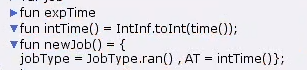 fun expTime
fun intTime() = IntInf.toInt(time());
fun newJob() = {
jobType = JobType.ran() , AT = intTime()};